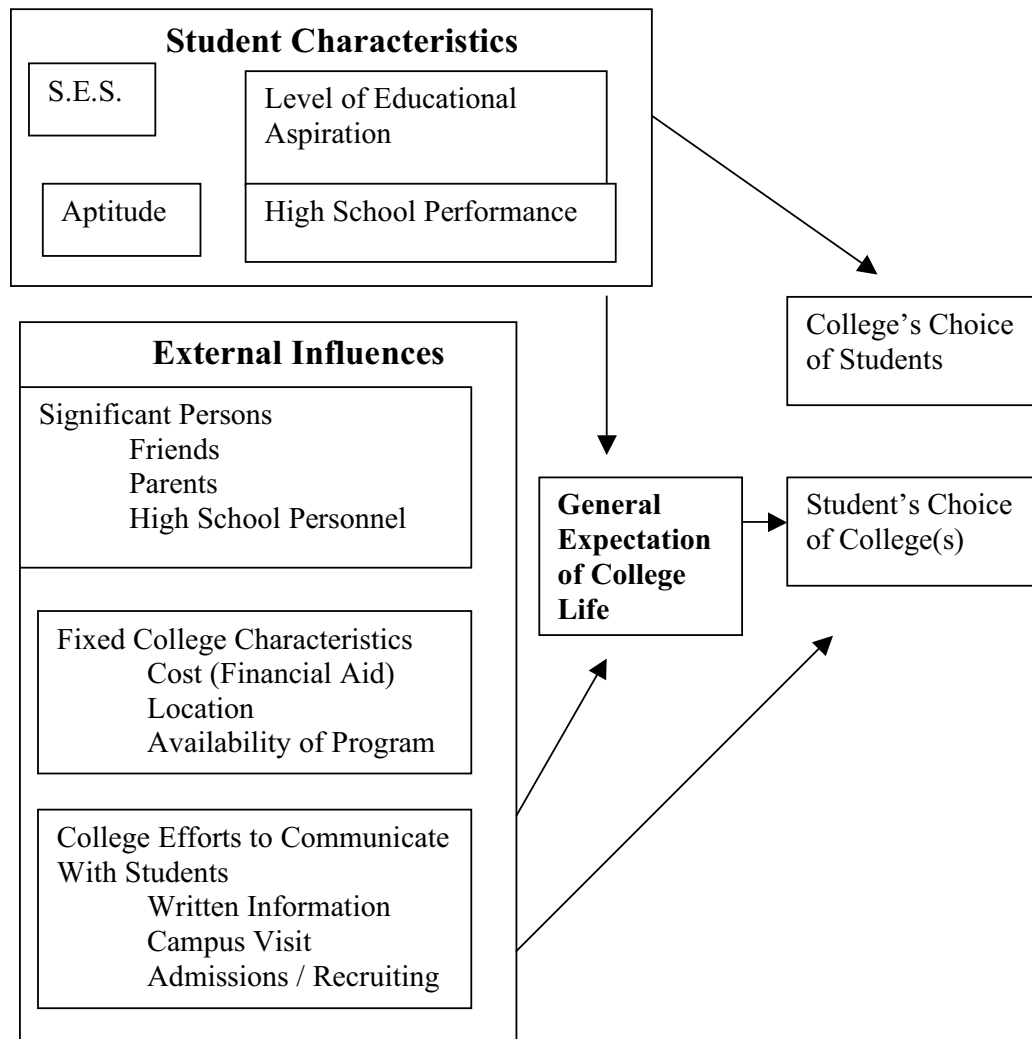 Student Characteristics
S.E.S.
Level of Educational
Aspiration
Aptitude
High School Performance
College’s Choice
of Students
External Influences
Significant Persons
Friends
Parents
High School Personnel
General
Expectation
of College
Life
Student’s Choice
of College(s)
Fixed College Characteristics
Cost (Financial Aid)
Location
Availability of Program
College Efforts to Communicate
With Students
Written Information
Campus Visit
Admissions / Recruiting